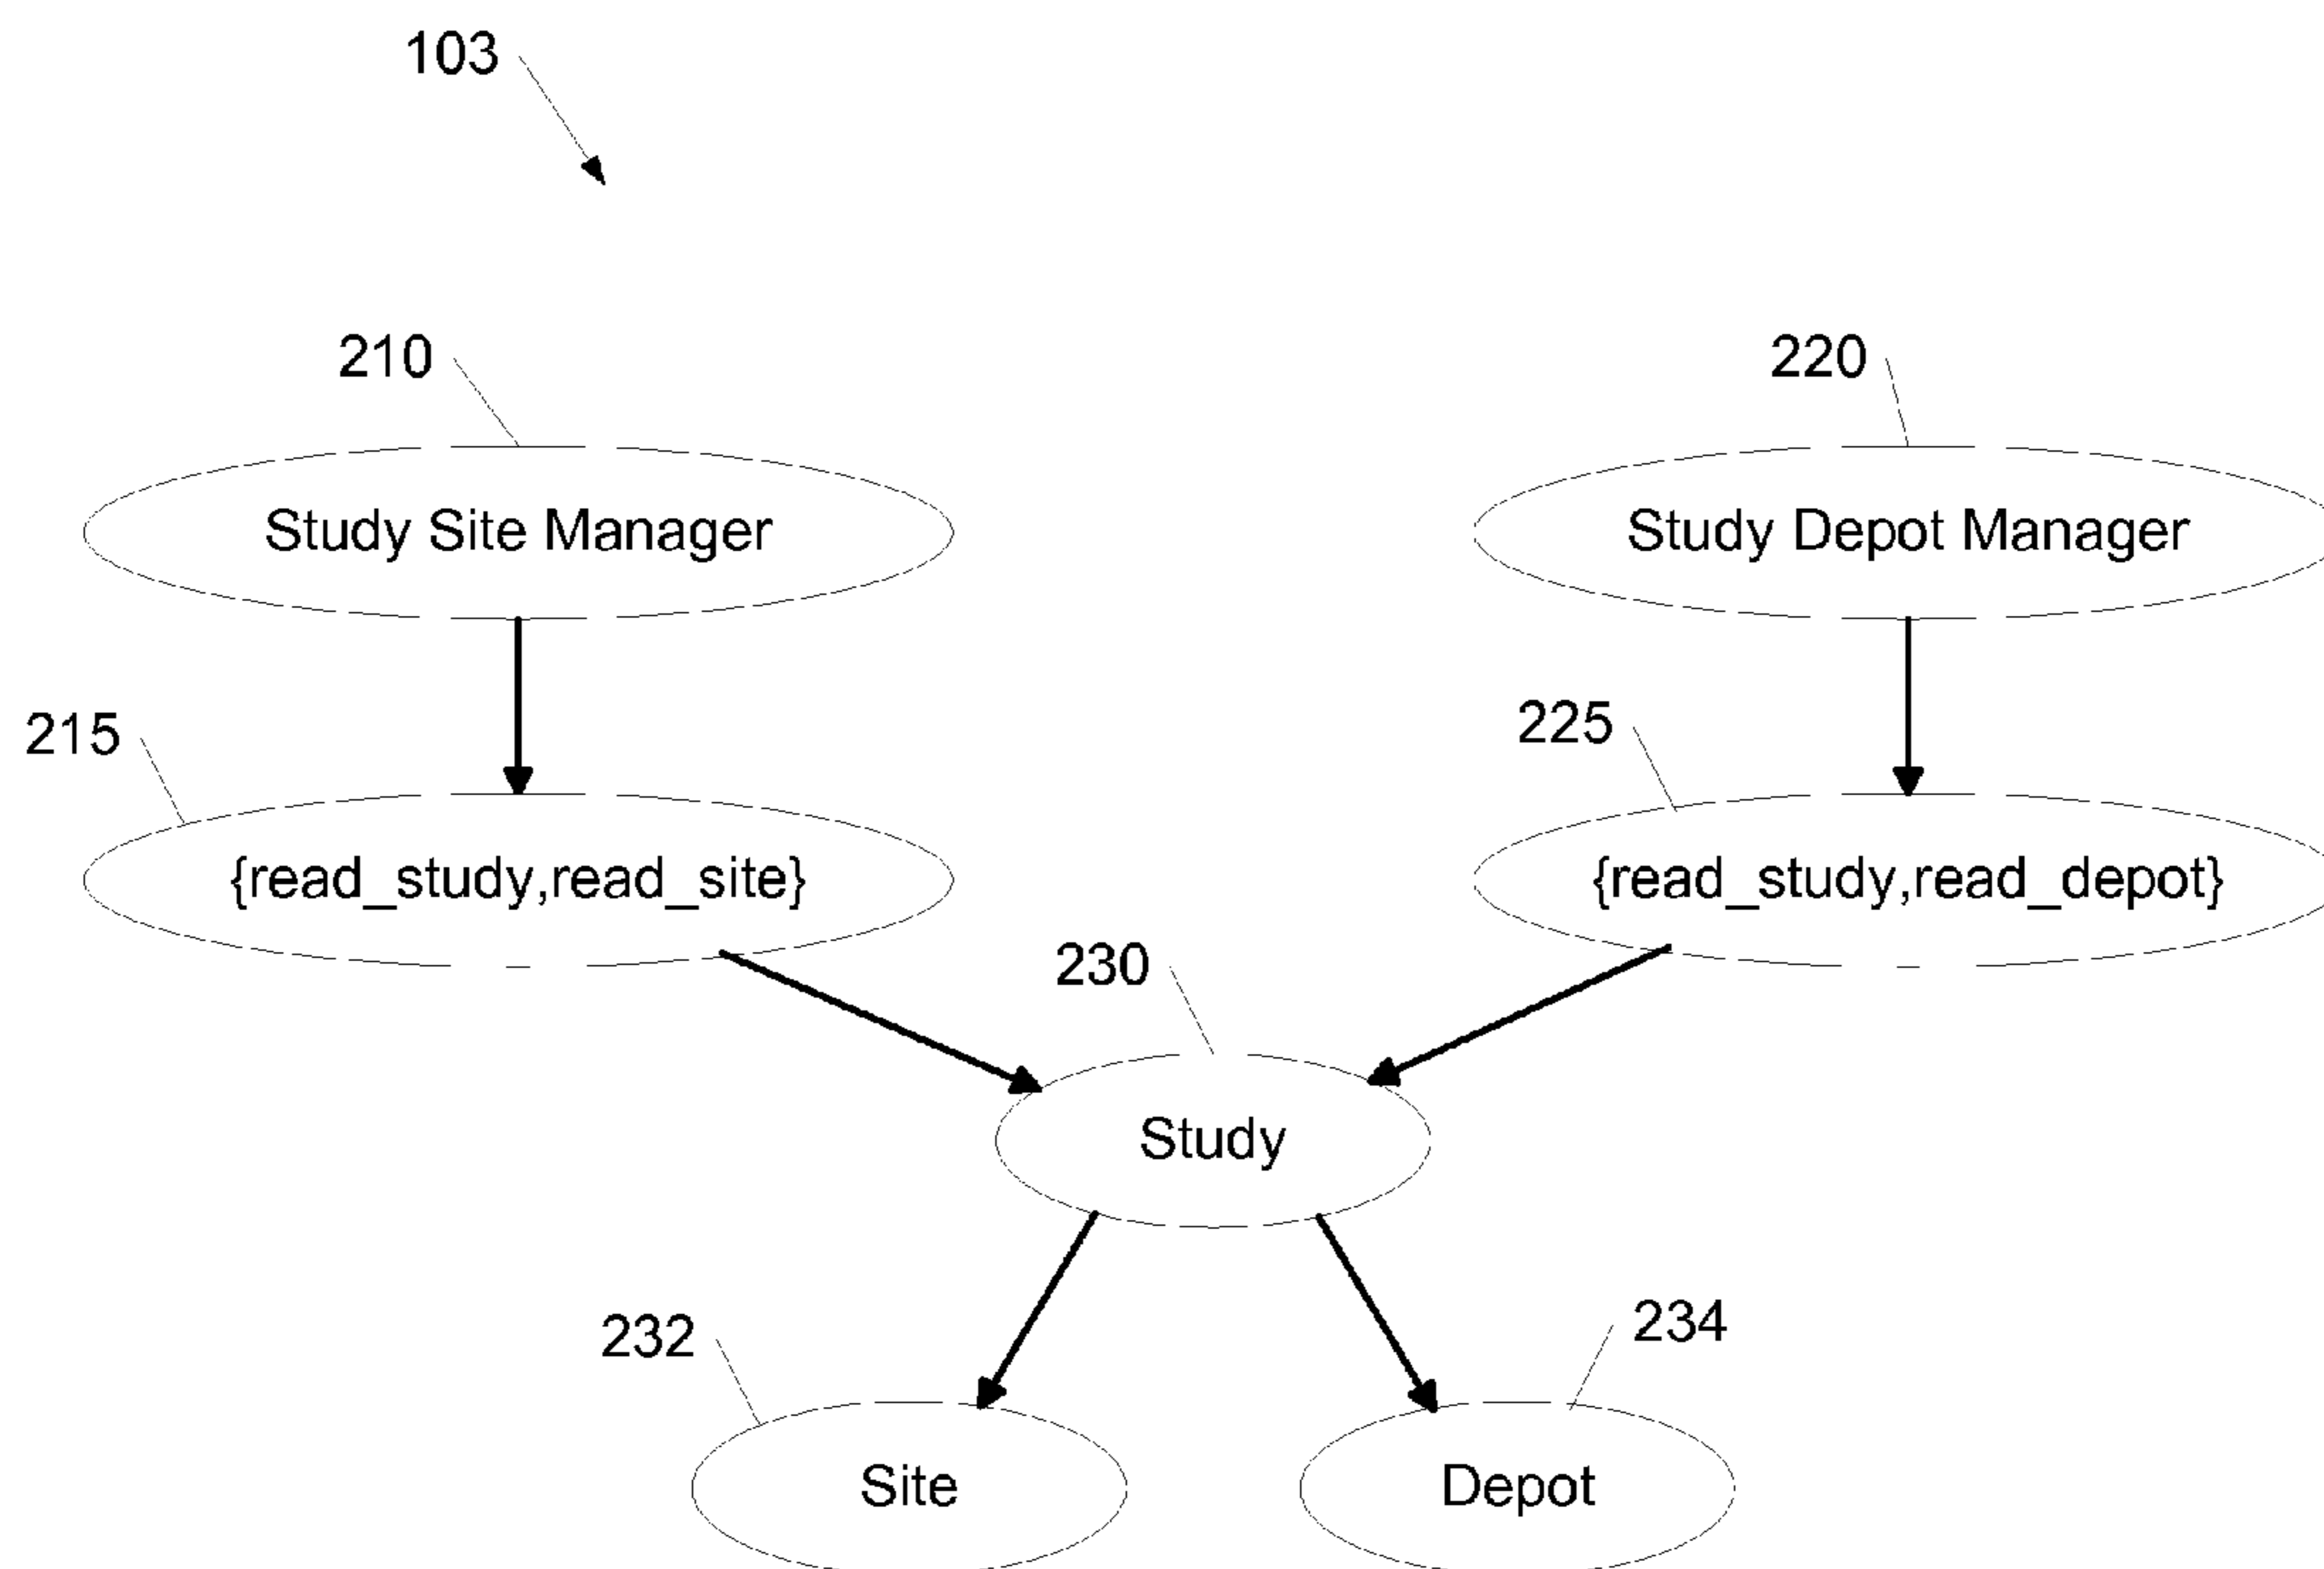 103
210
220
Study Site Manager
Study Depot Manager
215
225
{read_study,read_site}
{read_study,read_depot}
230
Study
232
234
Site
Depot